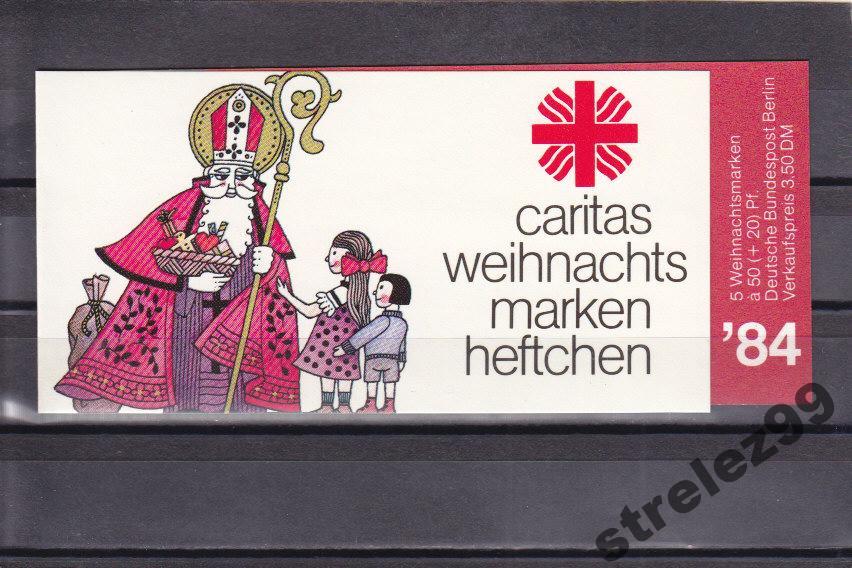 caritas
weihnachts
marken
heftchen
5 Weihnachtsmarken
à 50 (+ 20) Pf.
Deutsche Bundespost Berlin
Verkaufspreis 3.50 DM
'84
strelez99